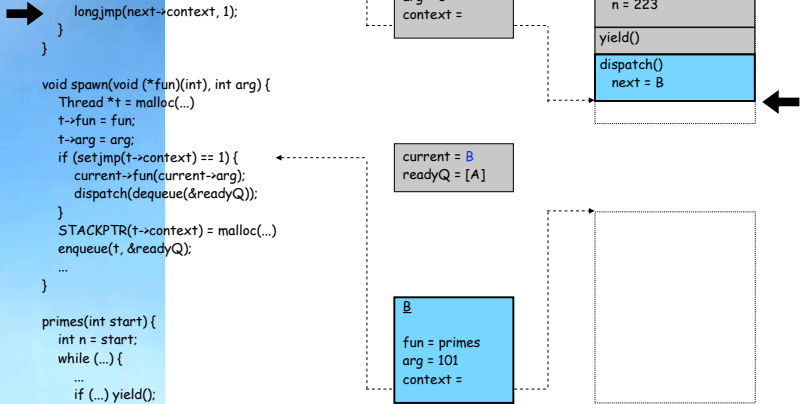 longjmp(next->context, 1);
}
}
void spawn(void (*fun)(int), int arg) {
Thread *t = malloc(...)
t->fun = fun;
t->arg = arg;
if (setjmp(t->context) == 1) {
current->fun(current->arg);
dispatch(dequeue(&readyQ));
}
STACKPTR(t->context) = malloc(...)
enqueue(t, &readyQ);
...
}
primes(int start) {
int n = start;
while (...) {
...
if (...) yield();
context =
current = B
readyQ = [A]
B
fun = primes
arg = 101
context =
n = 223
yield()
dispatch()
next = B